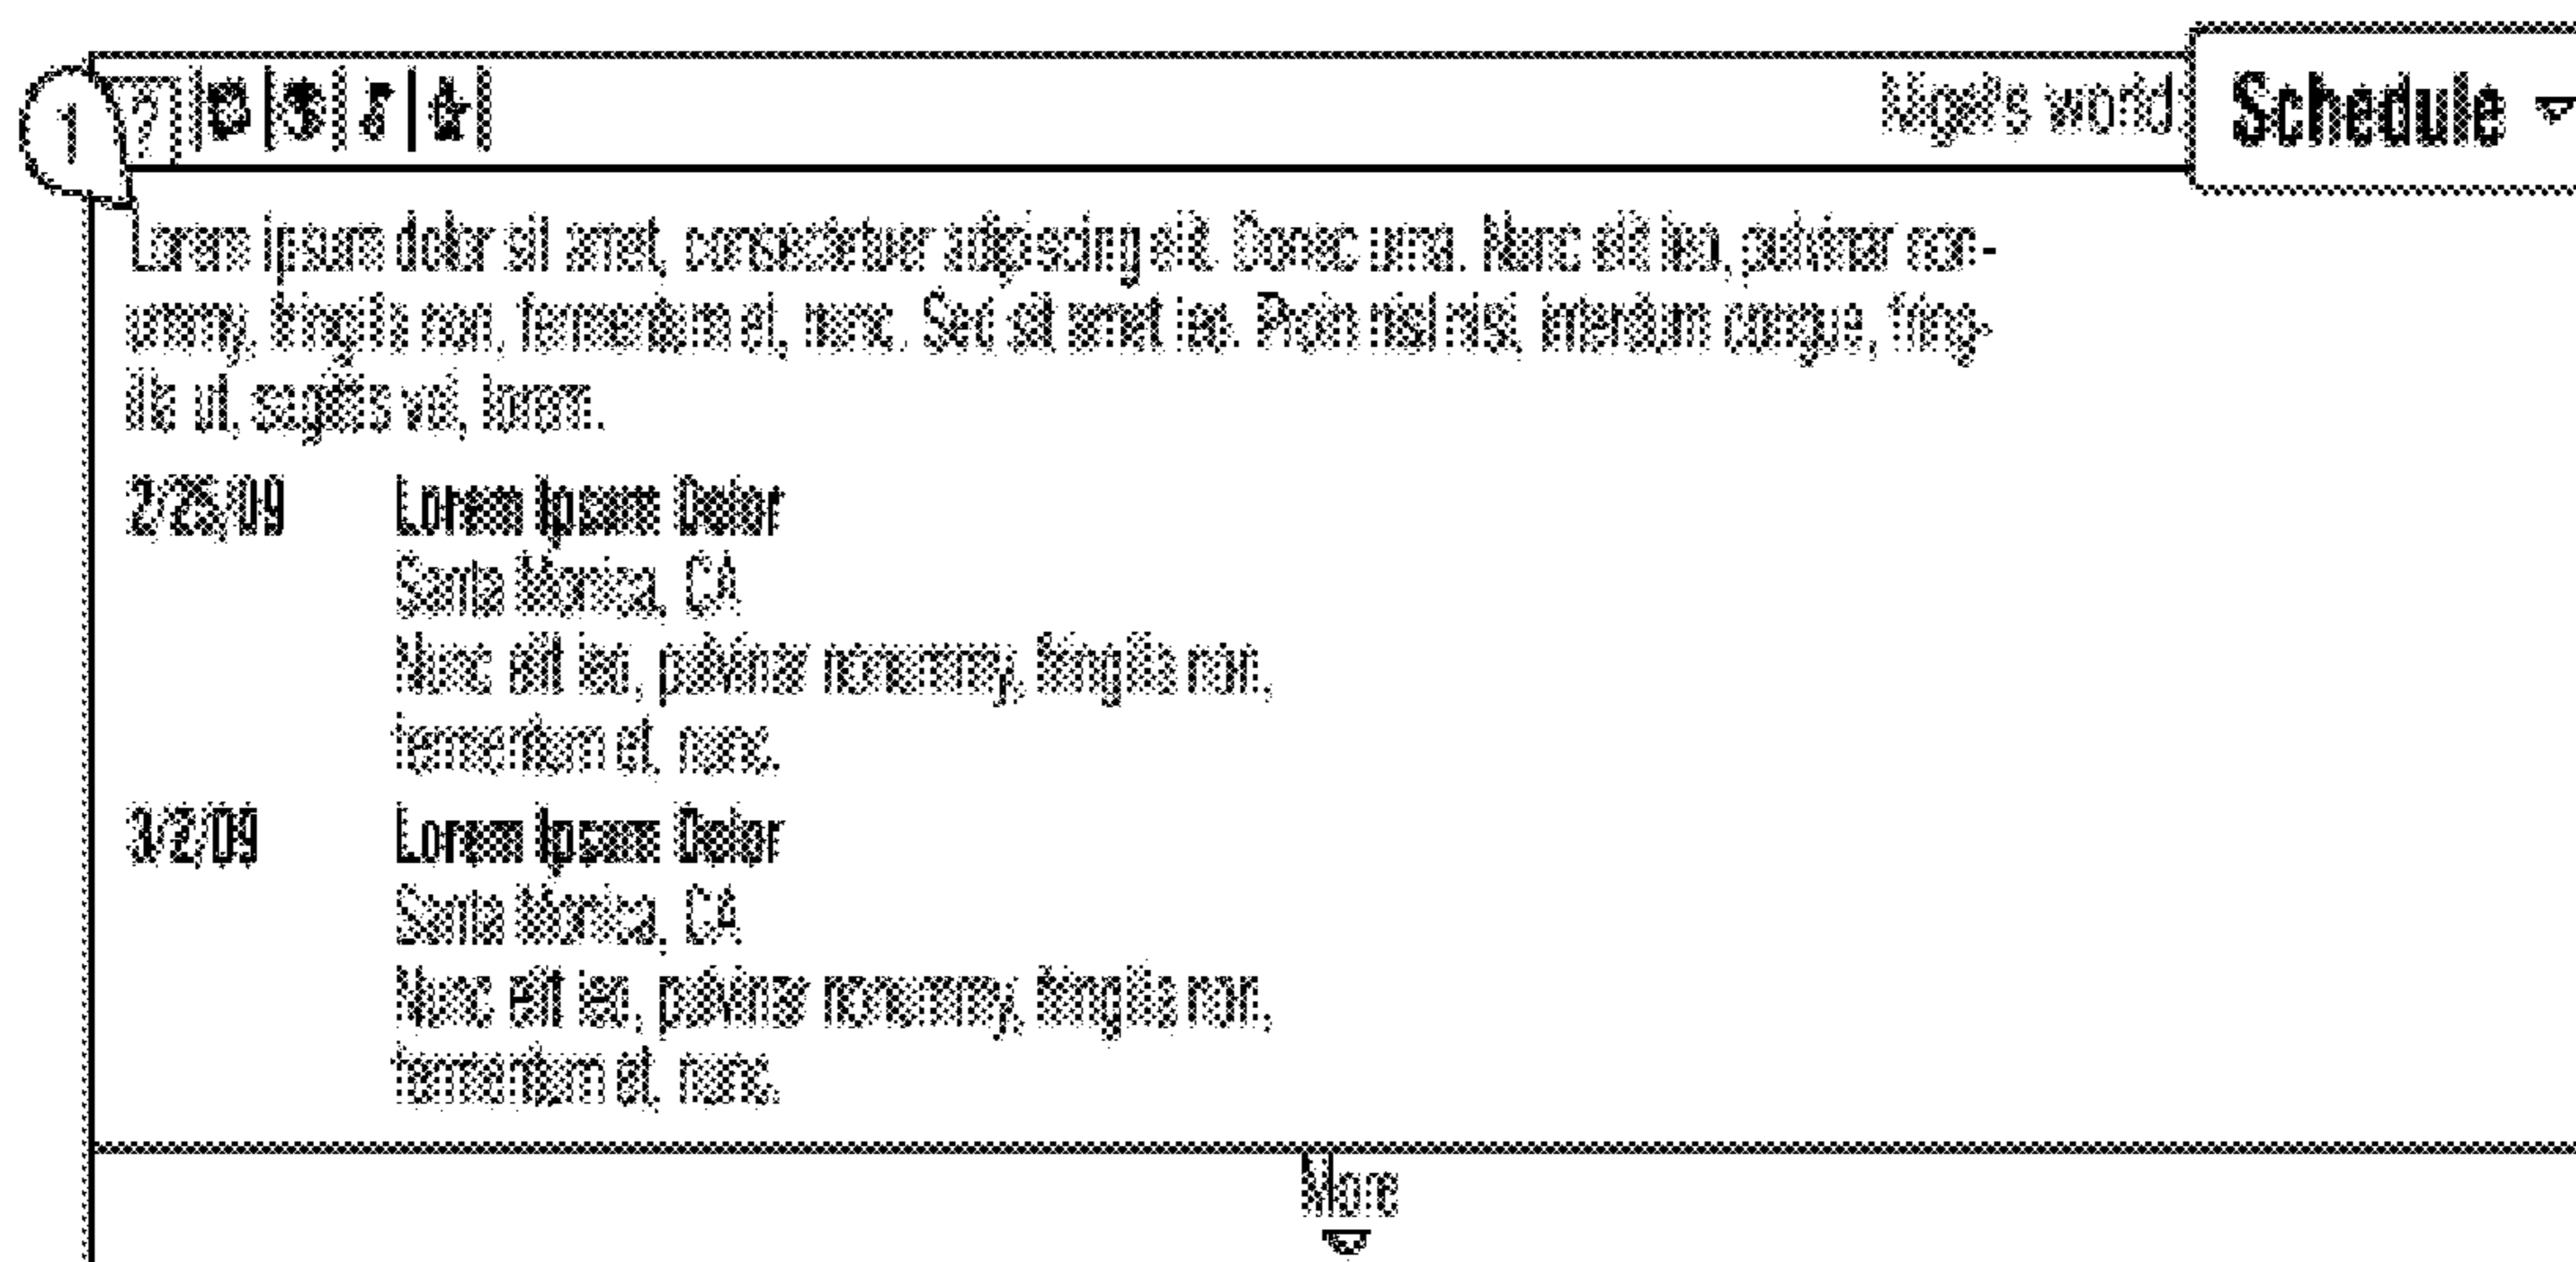 1
?
Nigel's world:
Schedule
Lorem ipsum dolor sit amet, consectetuer adipiscing elit. Donec urna. Nunc elit leo, pulvinar non-
ummy, fringilla non, fermentum et, nunc. Sed sit amet leo. Proin nisl nisi, interdum congue, fring-
illa ut, sagittis vel, lorem.
2/25/09
Lorem Ipsum Dolor
Santa Monica, CA
Nunc elit leo, pulvinar nonummy, fringilla non,
fermentum et, nunc.
3/2/09
Lorem Ipsum Dolor
Santa Monica, CA
Nunc elit leo, pulvinar nonummy, fringilla non,
fermentum et, nunc.
More